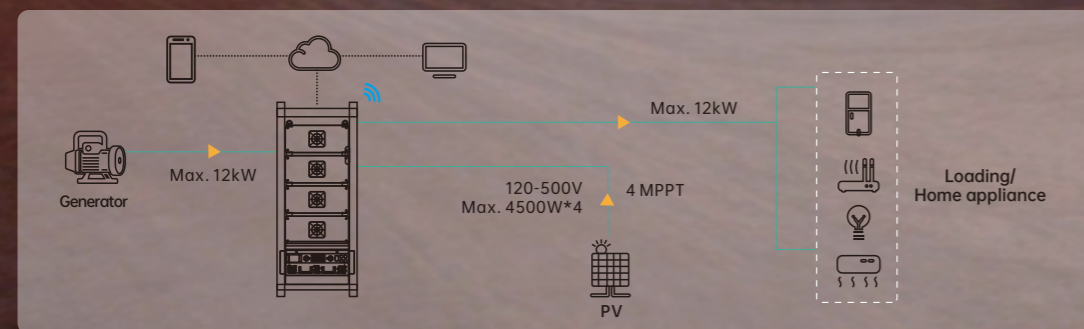 Max. 12kW
Generator
Max. 12kW
120-500V
Max. 4500W*4
4 MPPT
PV
Loading/
Home appliance